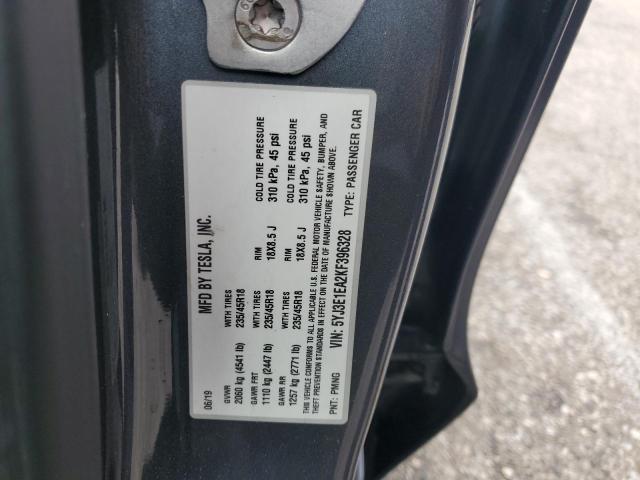 06/19 MFD BY TESLA, INC.
GVWR WITH TIRES RIM COLD TIRE PRESSURE
2060 kg (4541 lb) 235/45R18 18X8.5 J 310 kPa, 45 psi
GAWR FRT WITH TIRES RIM COLD TIRE PRESSURE
1110 kg (2447 lb) 235/45R18 18X8.5 J 310 kPa, 45 psi
GAWR RR
1257 kg (2771 lb) 235/45R18
THIS VEHICLE CONFORMS TO ALL APPLICABLE U.S. FEDERAL MOTOR VEHICLE SAFETY, BUMPER, AND
THEFT PREVENTION STANDARDS IN EFFECT ON THE DATE OF MANUFACTURE SHOWN ABOVE.
PNT: PMNG VIN: 5YJ3E1EA2KF396328 TYPE: PASSENGER CAR